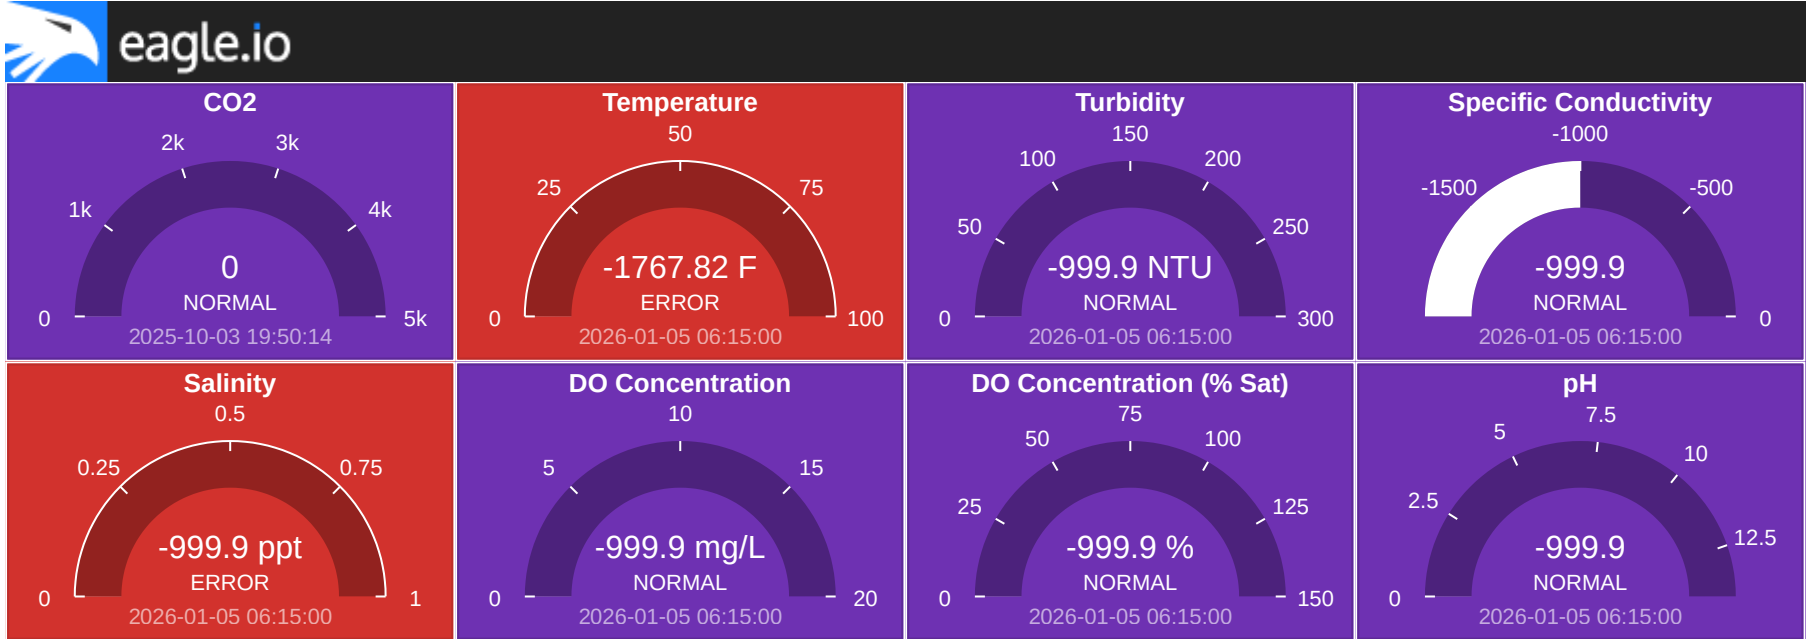 eagle.io
CO2
0
1k
2k
3k
4k
5k
0
NORMAL
2025-10-03 19:50:14
Temperature
0
25
50
75
100
-1767.82 F
ERROR
2026-01-05 06:15:00
Turbidity
0
50
100
150
200
250
300
-999.9 NTU
NORMAL
2026-01-05 06:15:00
Specific Conductivity
-1500
-1000
-500
0
-999.9
NORMAL
2026-01-05 06:15:00
Salinity
0
0.25
0.5
0.75
1
-999.9 ppt
ERROR
2026-01-05 06:15:00
DO Concentration
0
5
10
15
20
-999.9 mg/L
NORMAL
2026-01-05 06:15:00
DO Concentration (% Sat)
0
25
50
75
100
125
150
-999.9 %
NORMAL
2026-01-05 06:15:00
pH
0
2.5
5
7.5
10
12.5
-999.9
NORMAL
2026-01-05 06:15:00